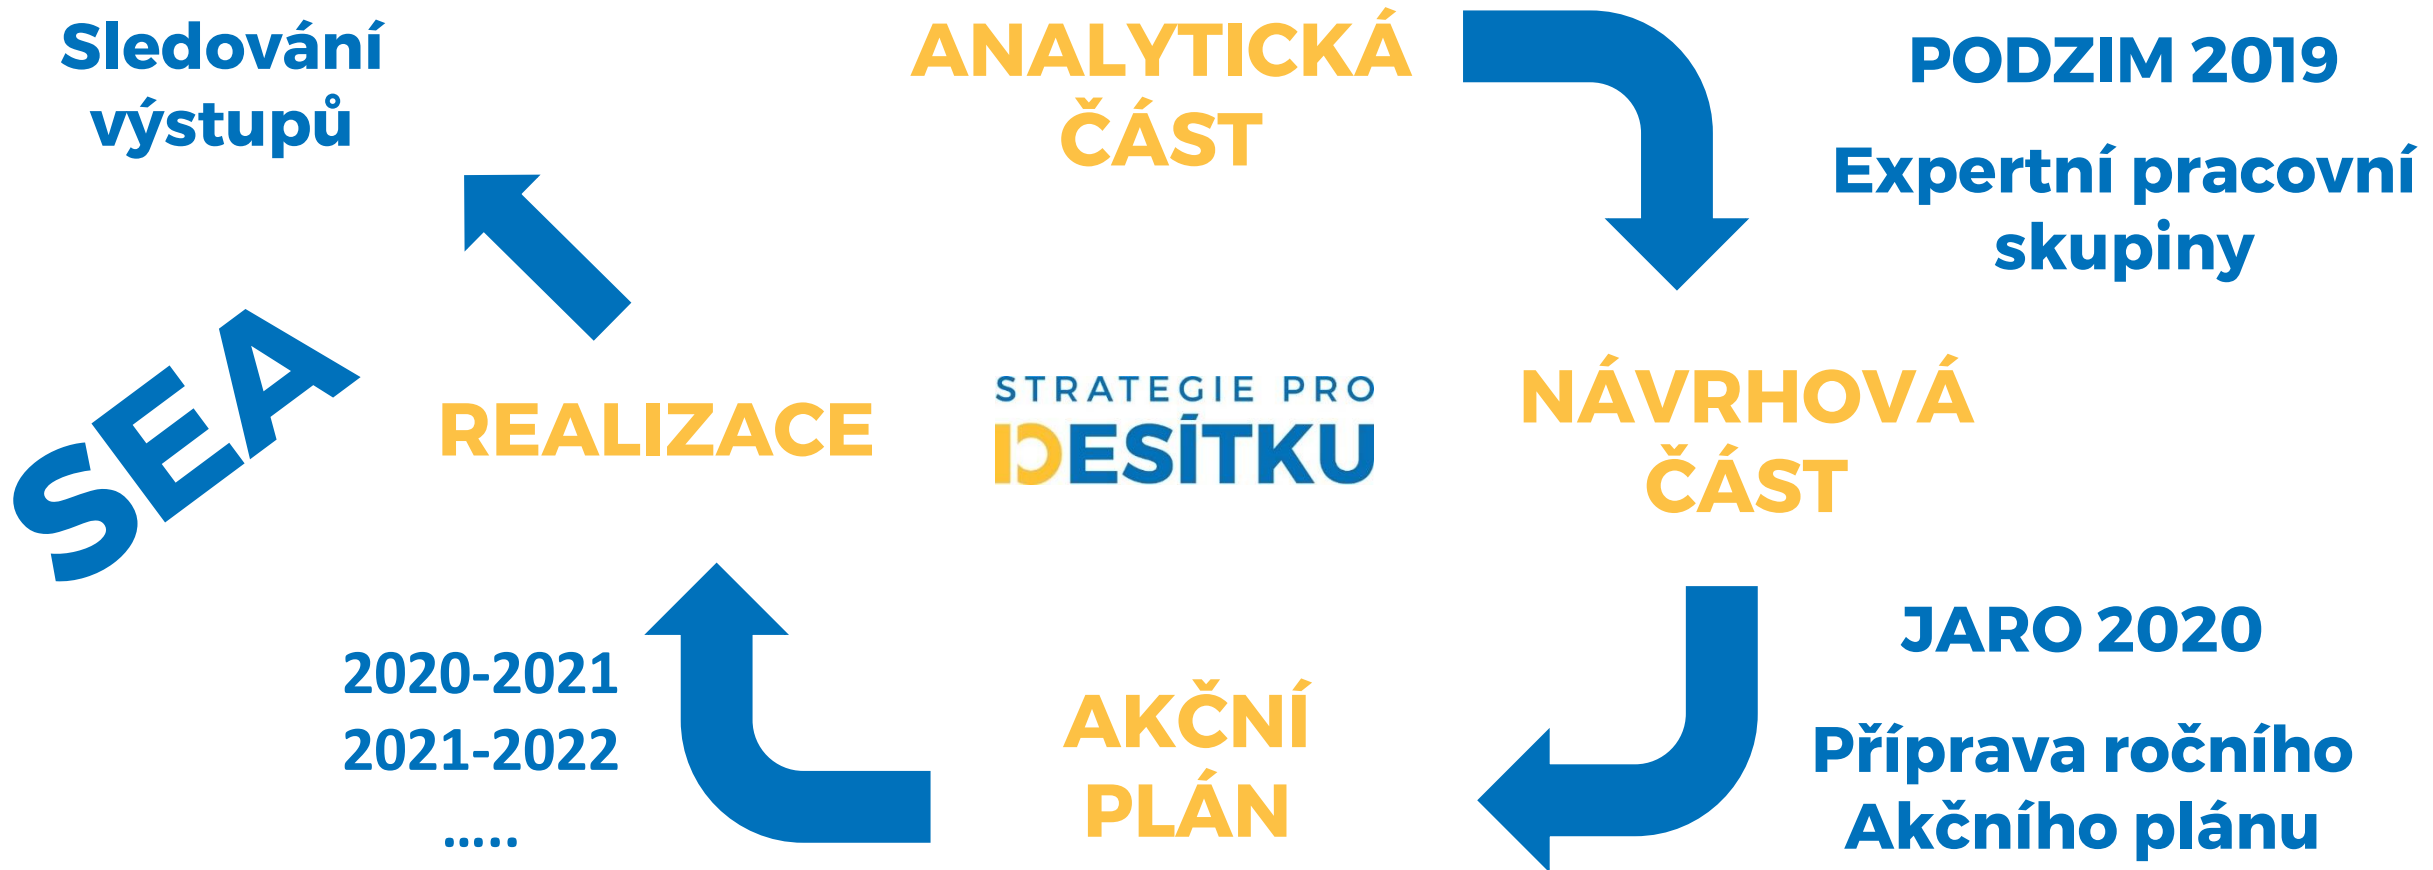 Sledování
výstupů
ANALYTICKÁ
ČÁST
PODZIM 2019
Expertní pracovní
skupiny
SEA
REALIZACE
STRATEGIE PRO
DESÍTKU
NÁVRHOVÁ
ČÁST
2020-2021
2021-2022
.....
AKČNÍ
PLÁN
JARO 2020
Příprava ročního
Akčního plánu